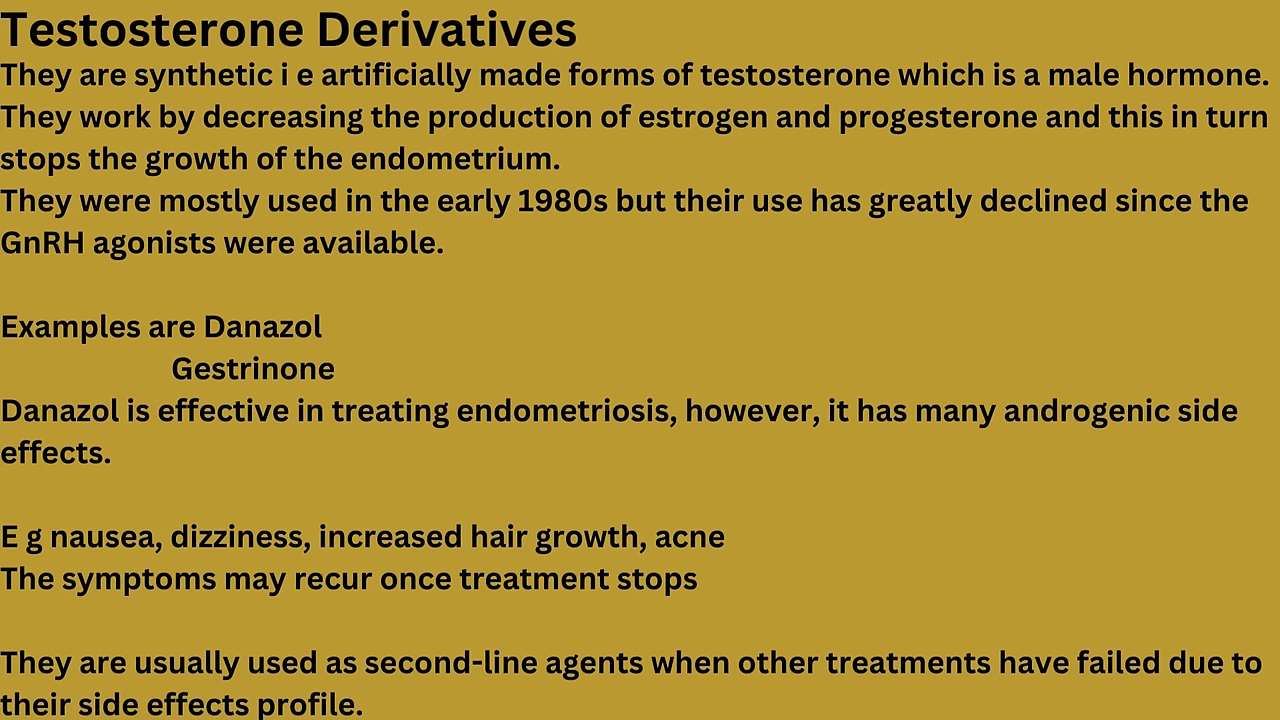 Testosterone Derivatives
They are synthetic i e artificially made forms of testosterone which is a male hormone.
They work by decreasing the production of estrogen and progesterone and this in turn
stops the growth of the endometrium.
They were mostly used in the early 1980s but their use has greatly declined since the
GnRH agonists were available.
Examples are Danazol
Gestrinone
Danazol is effective in treating endometriosis, however, it has many androgenic side
effects.
E g nausea, dizziness, increased hair growth, acne
The symptoms may recur once treatment stops
They are usually used as second-line agents when other treatments have failed due to
their side effects profile.